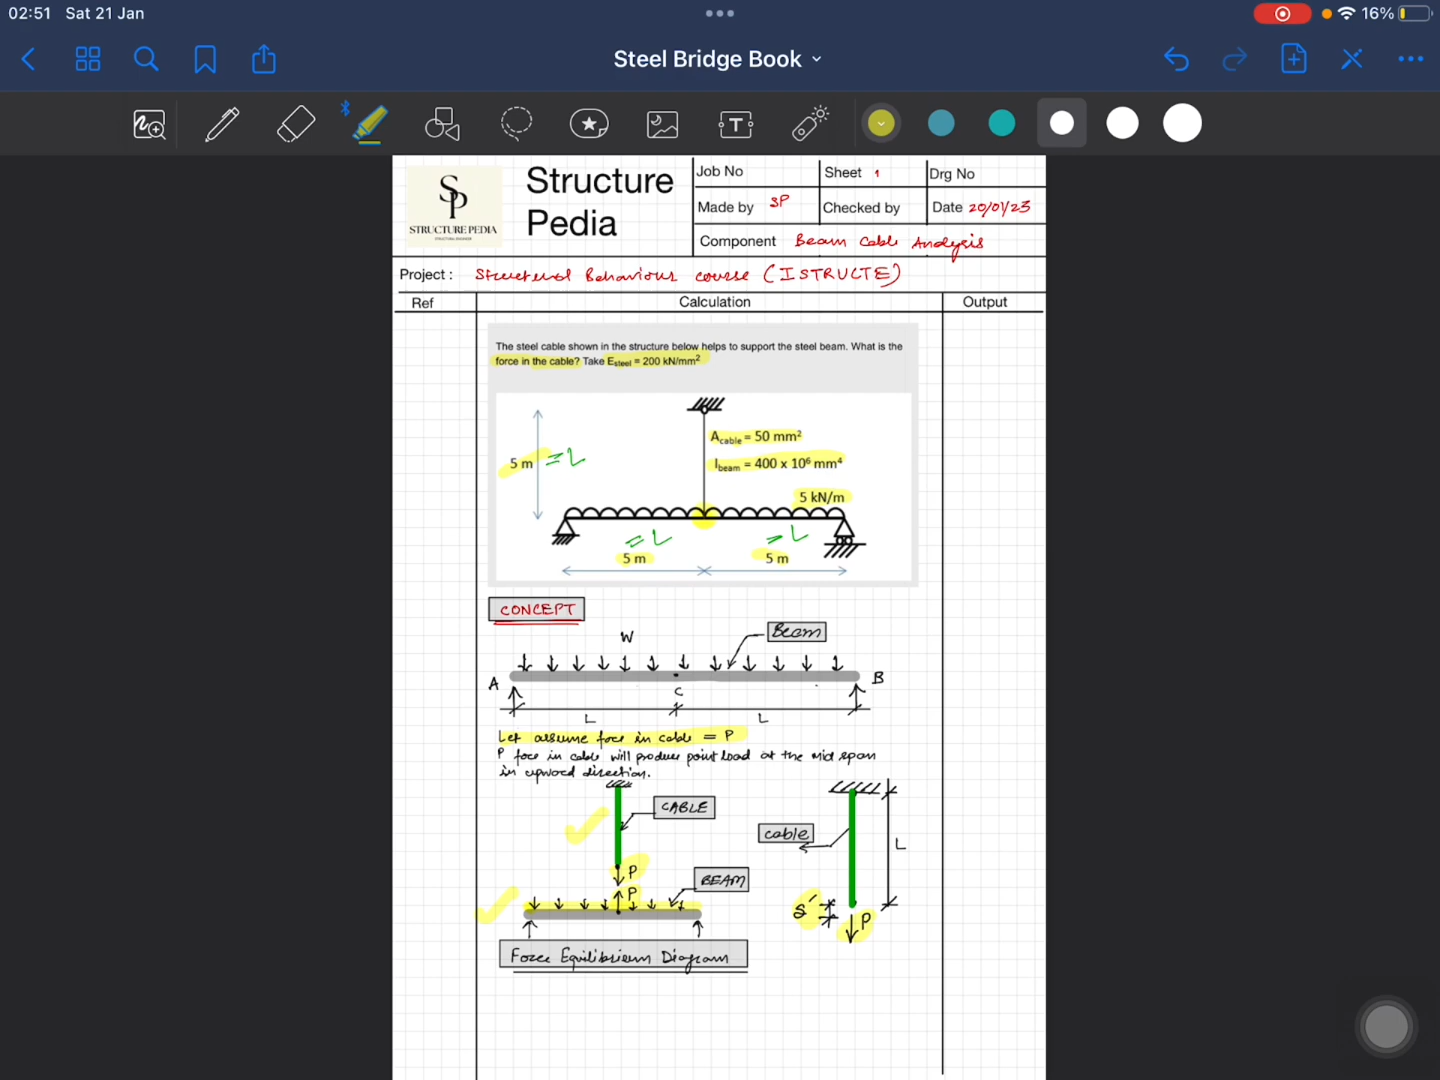 02:51 Sat 21 Jan
16%
Steel Bridge Book
T
SP
STRUCTURE PEDIA
Structure
Pedia
Job No
Sheet 1
Drg No
Made by SP
Checked by
Date 20/01/23
Component Beam Cable Analysis
Project : Structural Behaviour course (ISTRUCTE)
Ref
Calculation
Output
The steel cable shown in the structure below helps to support the steel beam. What is the
force in the cable? Take Esteel = 200 kN/mm²
Acable = 50 mm²
5 m = L
Ibeam = 400 x 10⁶ mm⁴
5 kN/m
= L
= L
5 m
5 m
CONCEPT
W
Beam
A
B
C
L
L
Let assume force in cable = P
P force in cable will produce point load at the mid span
in upward direction.
CABLE
cable
L
P
BEAM
P
P
Force Equilibrium Diagram